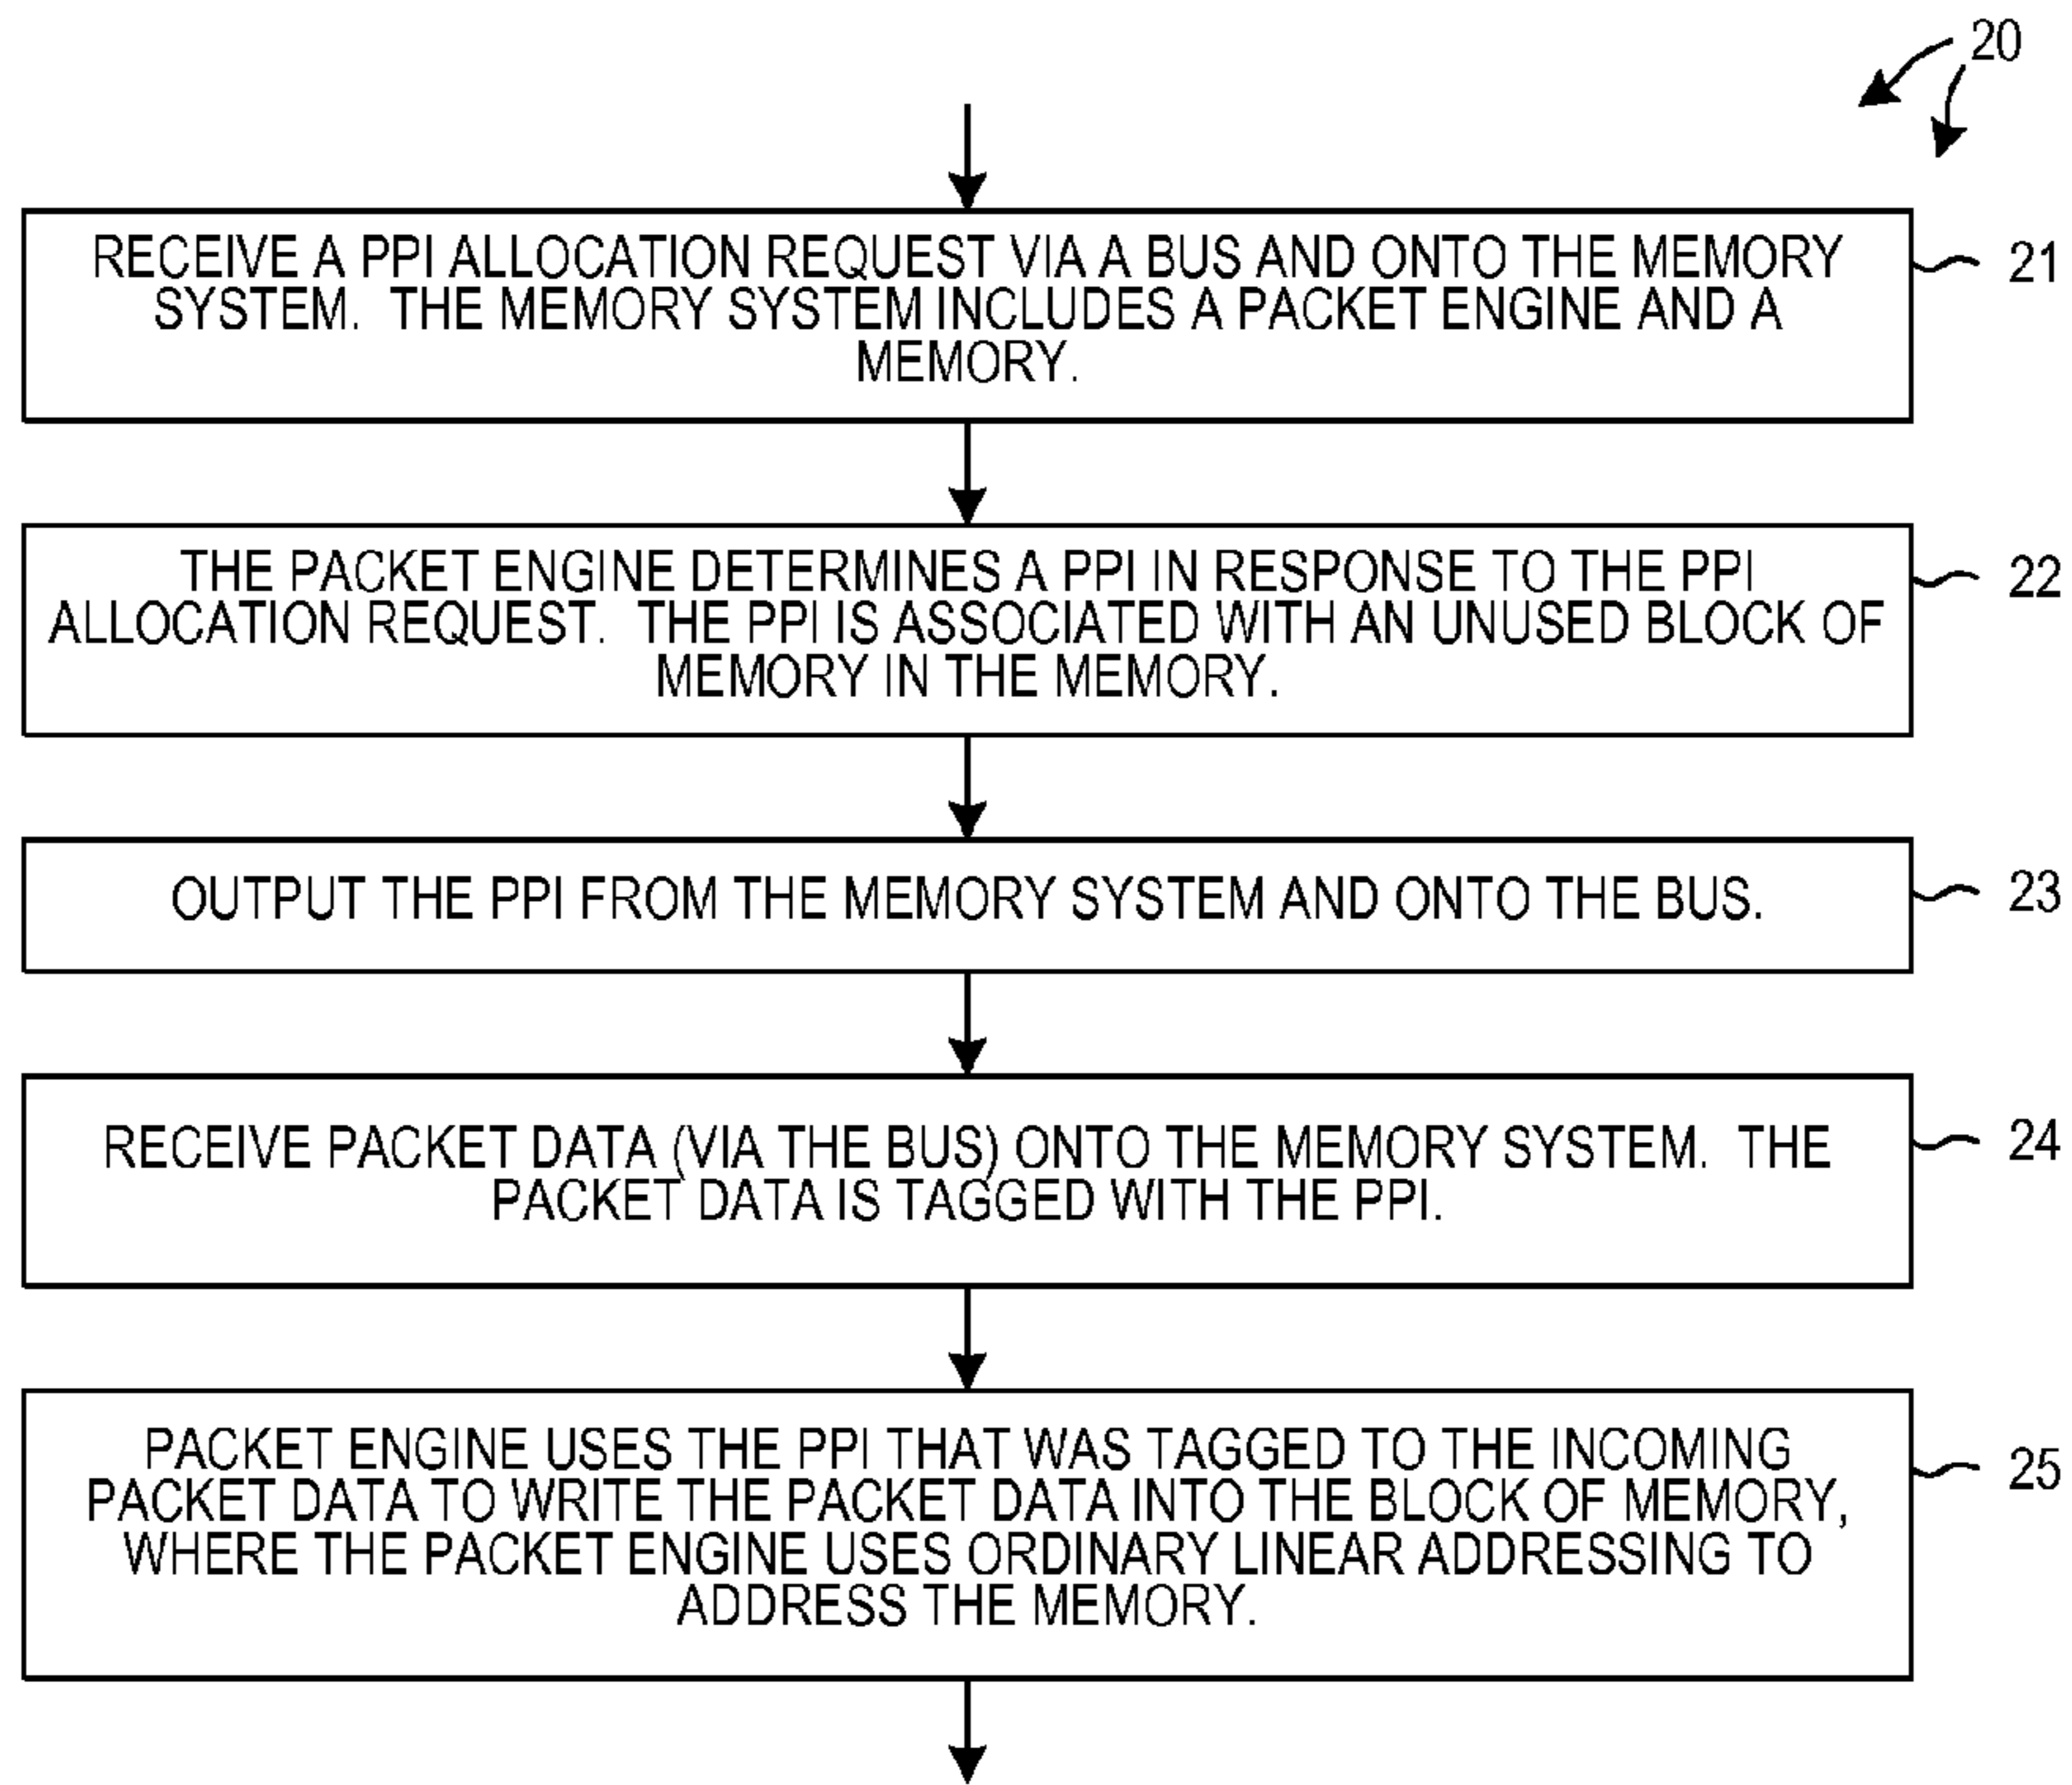 20
RECEIVE A PPI ALLOCATION REQUEST VIA A BUS AND ONTO THE MEMORY
SYSTEM. THE MEMORY SYSTEM INCLUDES A PACKET ENGINE AND A
MEMORY.
21
THE PACKET ENGINE DETERMINES A PPI IN RESPONSE TO THE PPI
ALLOCATION REQUEST. THE PPI IS ASSOCIATED WITH AN UNUSED BLOCK OF
MEMORY IN THE MEMORY.
22
OUTPUT THE PPI FROM THE MEMORY SYSTEM AND ONTO THE BUS.
23
RECEIVE PACKET DATA (VIA THE BUS) ONTO THE MEMORY SYSTEM. THE
PACKET DATA IS TAGGED WITH THE PPI.
24
PACKET ENGINE USES THE PPI THAT WAS TAGGED TO THE INCOMING
PACKET DATA TO WRITE THE PACKET DATA INTO THE BLOCK OF MEMORY,
WHERE THE PACKET ENGINE USES ORDINARY LINEAR ADDRESSING TO
ADDRESS THE MEMORY.
25